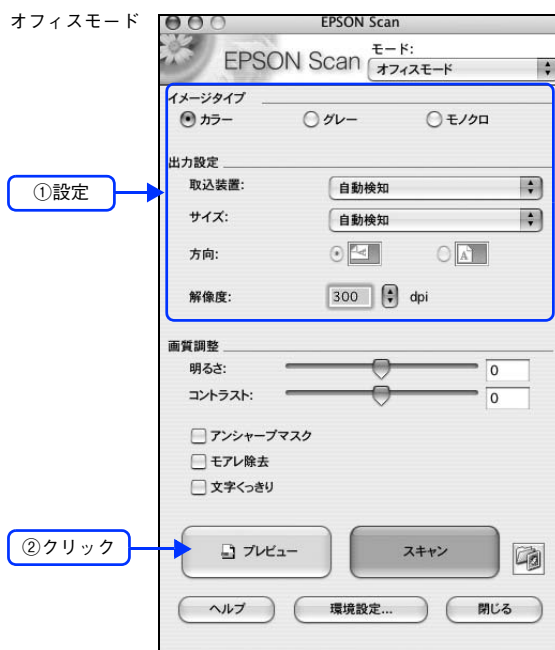 オフィスモード
EPSON Scan
EPSON Scan
モード:
オフィスモード
イメージタイプ
カラー グレー モノクロ
出力設定
①設定
取込装置: 自動検知
サイズ: 自動検知
方向: A
解像度: 300 dpi
画質調整
明るさ: 0
コントラスト: 0
アンシャープマスク
モアレ除去
文字くっきり
②クリック
プレビュー スキャン
ヘルプ 環境設定... 閉じる